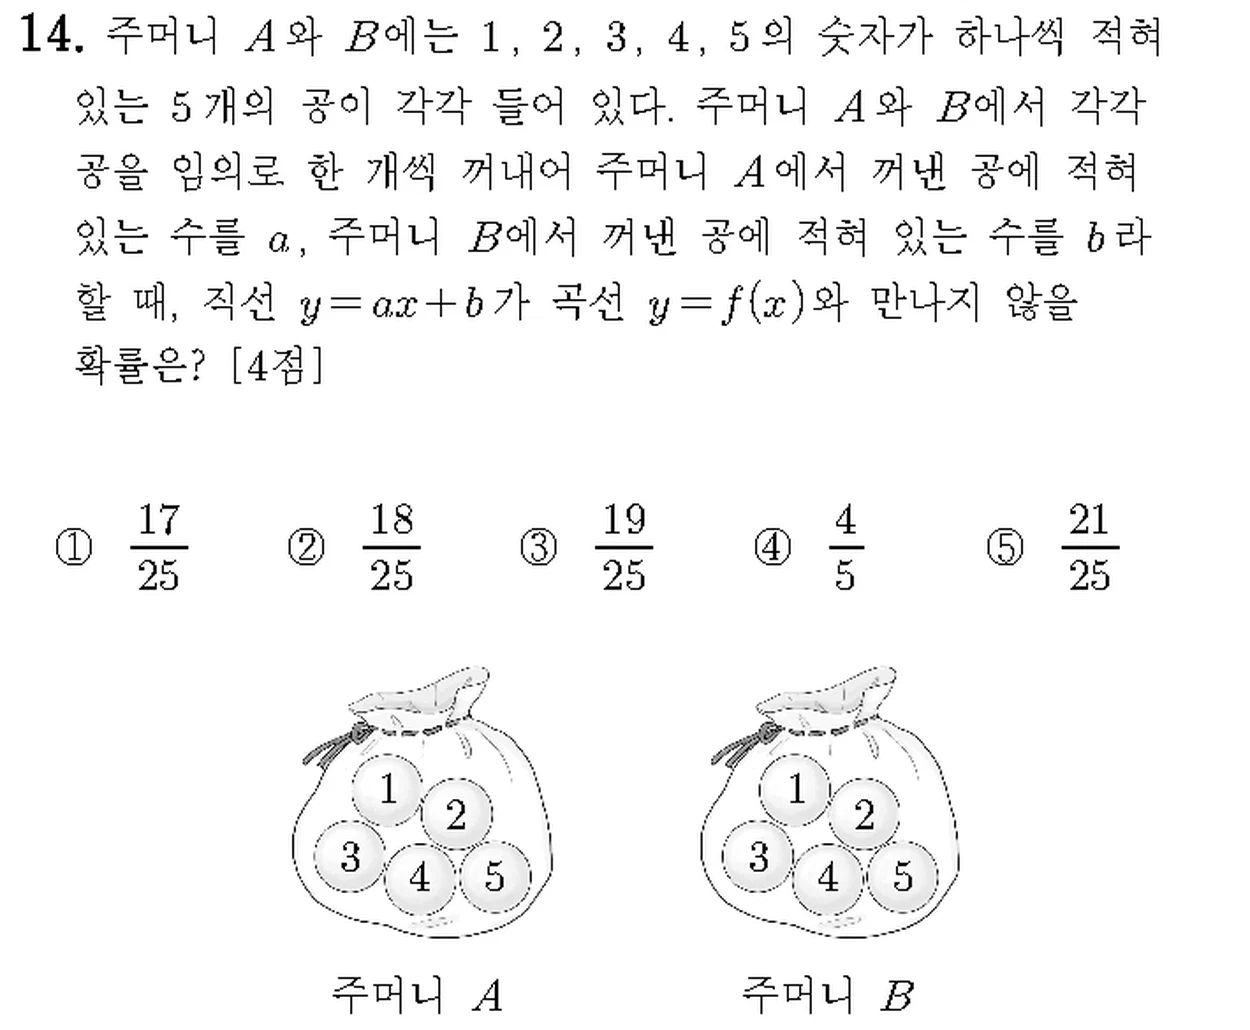 14. 주머니 A와 B에는 1, 2, 3, 4, 5의 숫자가 하나씩 적혀
있는 5개의 공이 각각 들어 있다. 주머니 A와 B에서 각각
공을 임의로 한 개씩 꺼내어 주머니 A에서 꺼낸 공에 적혀
있는 수를 a, 주머니 B에서 꺼낸 공에 적혀 있는 수를 b라
할 때, 직선 y=ax+b가 곡선 y=f(x)와 만나지 않을
확률은? [4점]
① 17/25 ② 18/25 ③ 19/25 ④ 4/5 ⑤ 21/25
1 2 3 4 5
1 2 3 4 5
주머니 A 주머니 B